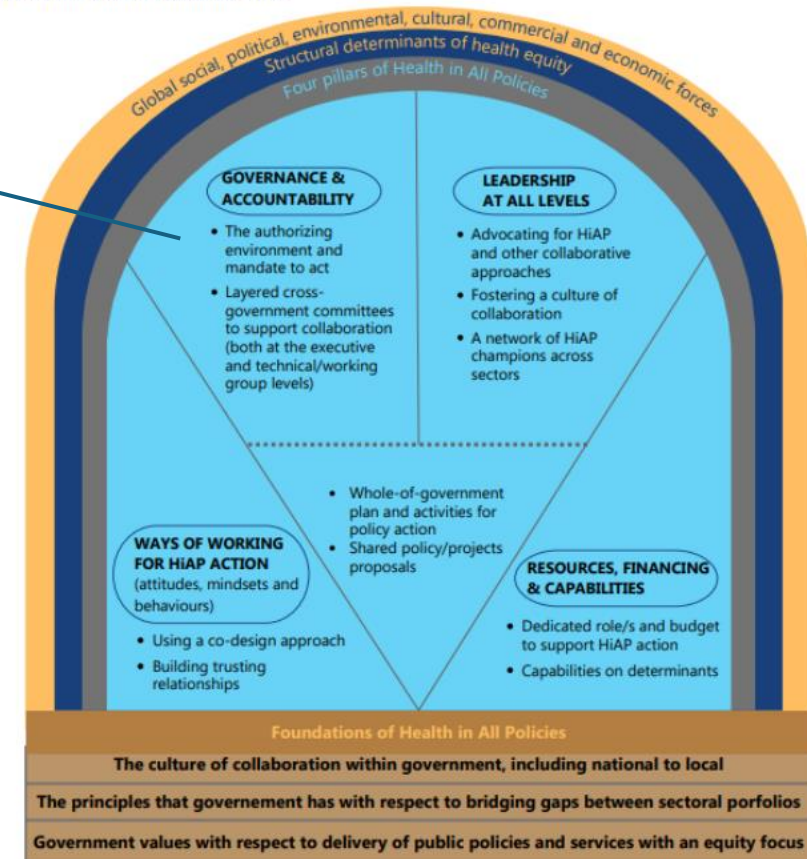 Global social, political, environmental, cultural, commercial and economic forces
Structural determinants of health equity
Four pillars of Health in All Policies
GOVERNANCE &
ACCOUNTABILITY
• The authorizing
environment and
mandate to act
• Layered cross-
government committees
to support collaboration
(both at the executive
and technical/working
group levels)
LEADERSHIP
AT ALL LEVELS
• Advocating for HiAP
and other collaborative
approaches
• Fostering a culture of
collaboration
• A network of HiAP
champions across
sectors
• Whole-of-government
plan and activities for
policy action
• Shared policy/projects
proposals
WAYS OF WORKING
FOR HiAP ACTION
(attitudes, mindsets and
behaviours)
• Using a co-design approach
• Building trusting
relationships
RESOURCES, FINANCING
& CAPABILITIES
• Dedicated role/s and budget
to support HiAP action
• Capabilities on determinants
Foundations of Health in All Policies
The culture of collaboration within government, including national to local
The principles that governement has with respect to bridging gaps between sectoral porfolios
Government values with respect to delivery of public policies and services with an equity focus